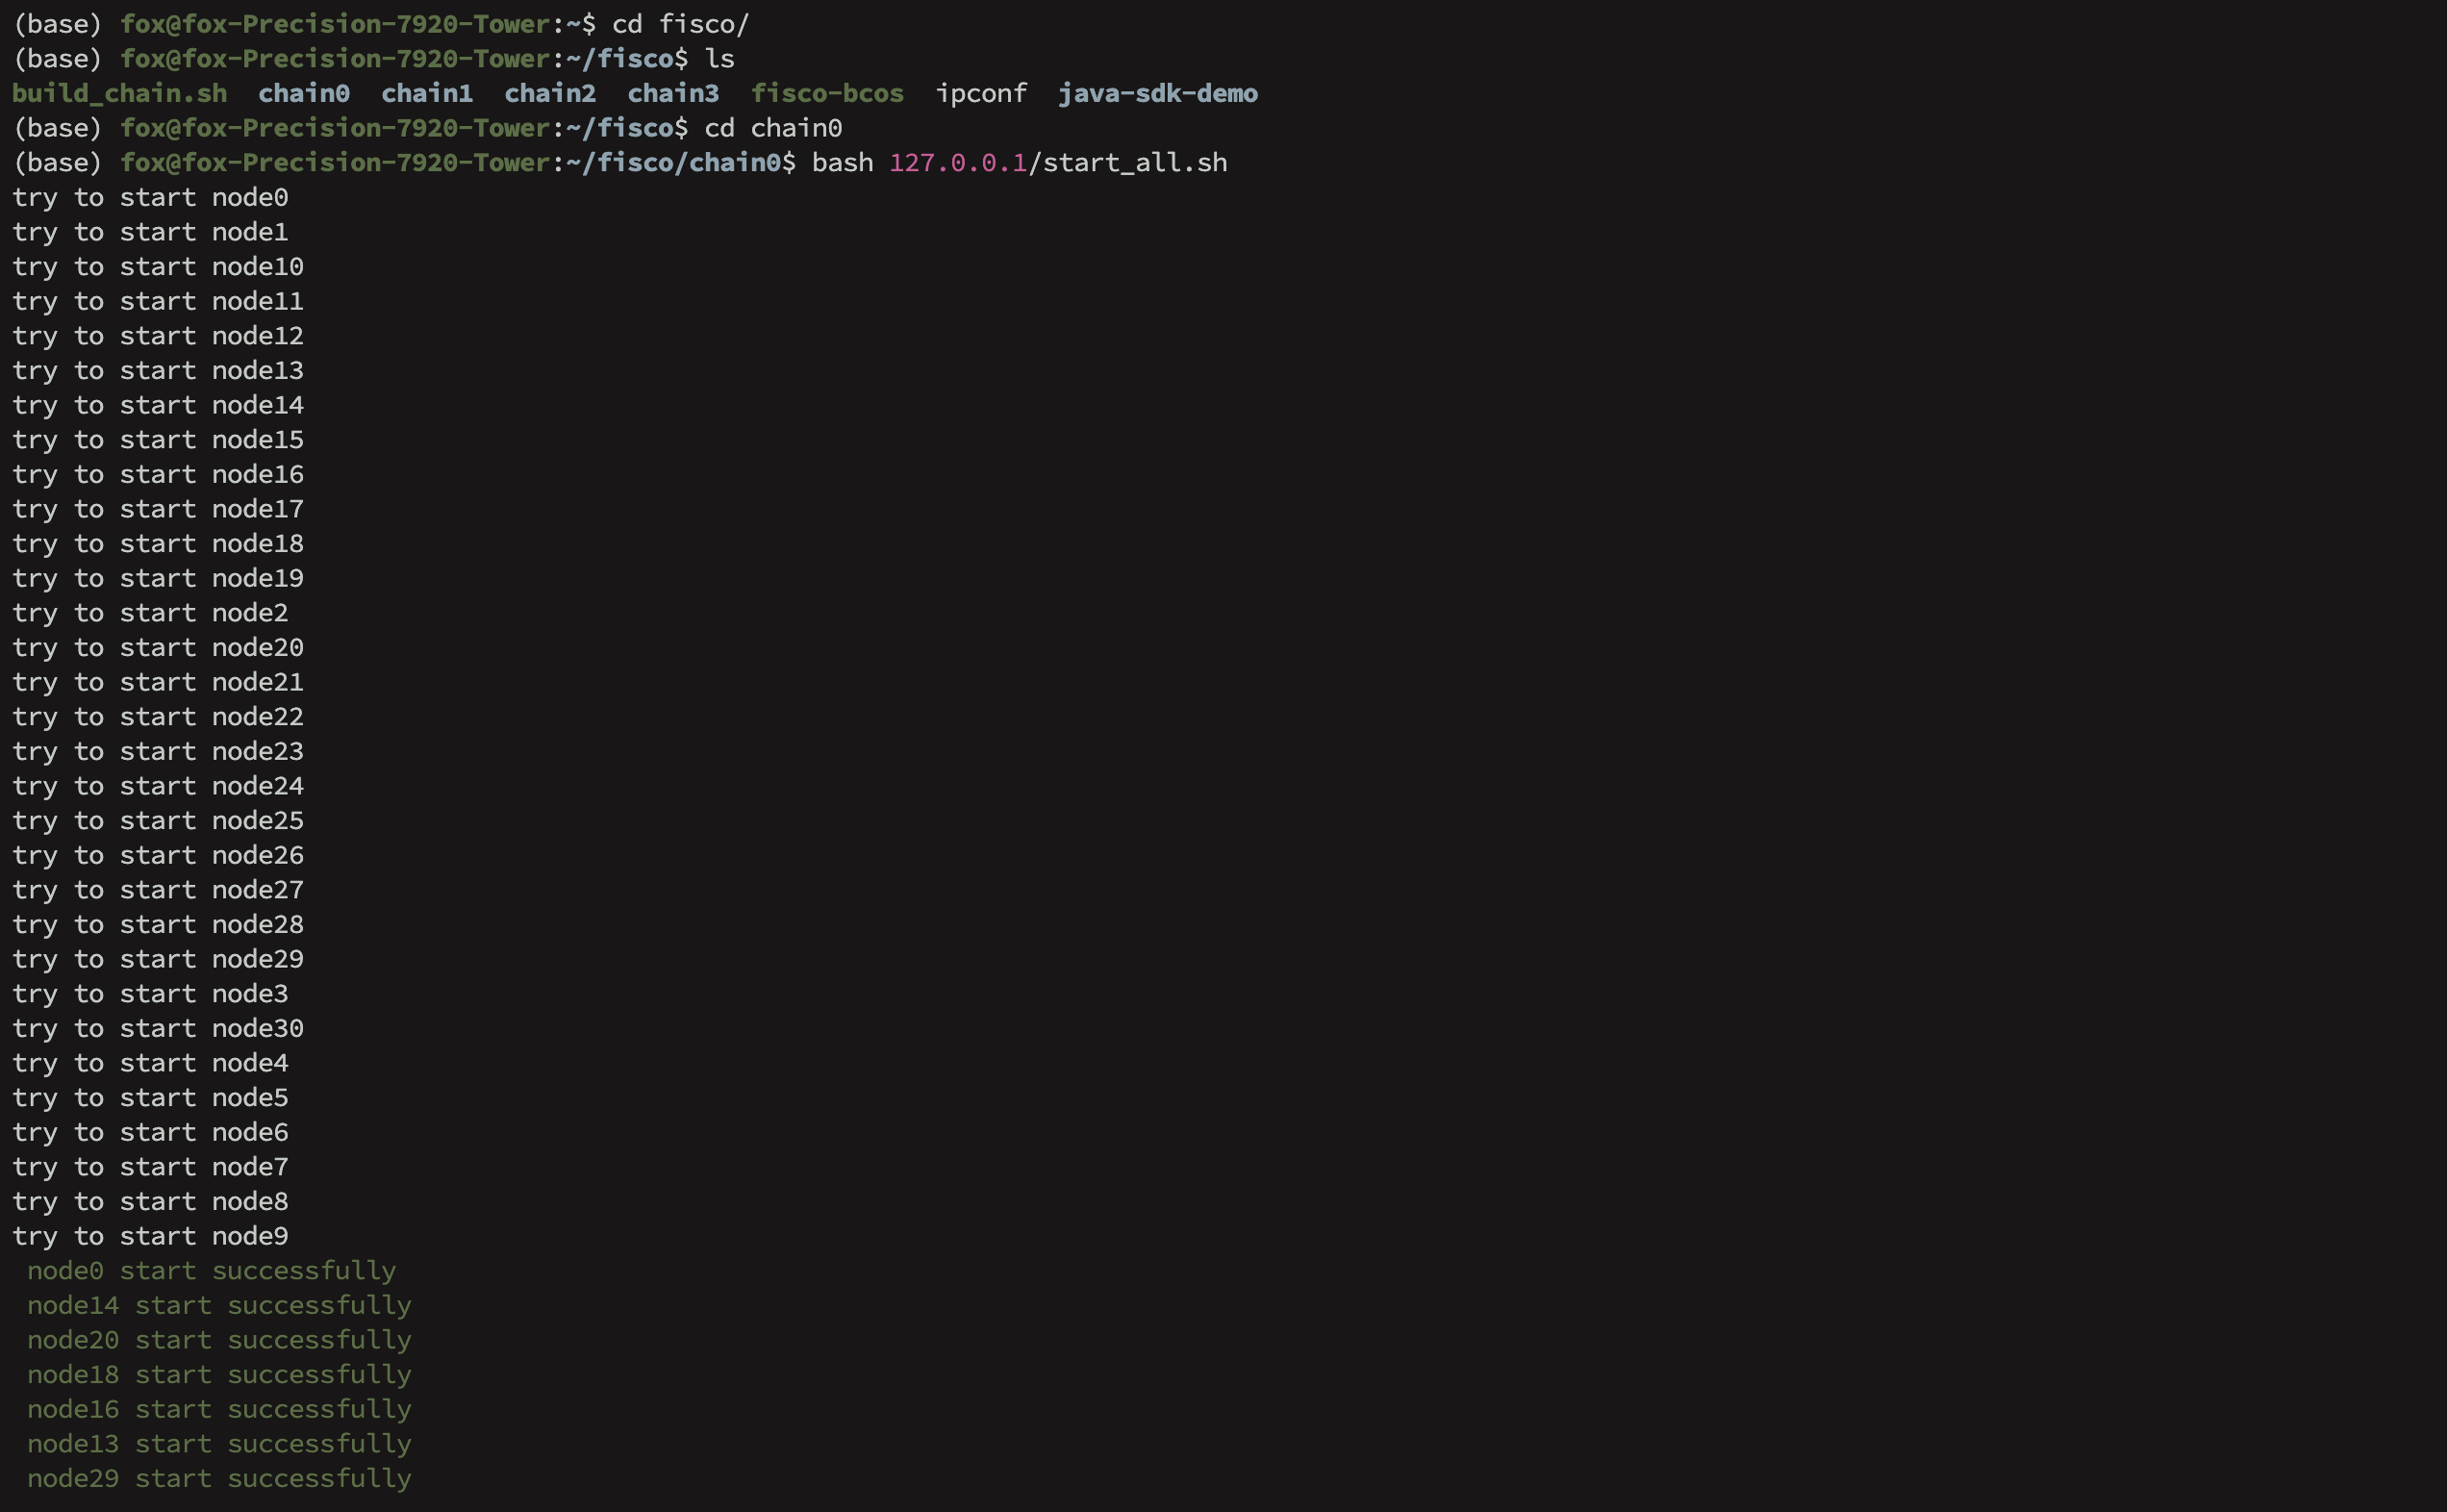 (base) fox@fox-Precision-7920-Tower:~$ cd fisco/
(base) fox@fox-Precision-7920-Tower:~/fisco$ ls
build_chain.sh  chain0  chain1  chain2  chain3  fisco-bcos  ipconf  java-sdk-demo
(base) fox@fox-Precision-7920-Tower:~/fisco$ cd chain0
(base) fox@fox-Precision-7920-Tower:~/fisco/chain0$ bash 127.0.0.1/start_all.sh
try to start node0
try to start node1
try to start node10
try to start node11
try to start node12
try to start node13
try to start node14
try to start node15
try to start node16
try to start node17
try to start node18
try to start node19
try to start node2
try to start node20
try to start node21
try to start node22
try to start node23
try to start node24
try to start node25
try to start node26
try to start node27
try to start node28
try to start node29
try to start node3
try to start node30
try to start node4
try to start node5
try to start node6
try to start node7
try to start node8
try to start node9
 node0 start successfully
 node14 start successfully
 node20 start successfully
 node18 start successfully
 node16 start successfully
 node13 start successfully
 node29 start successfully